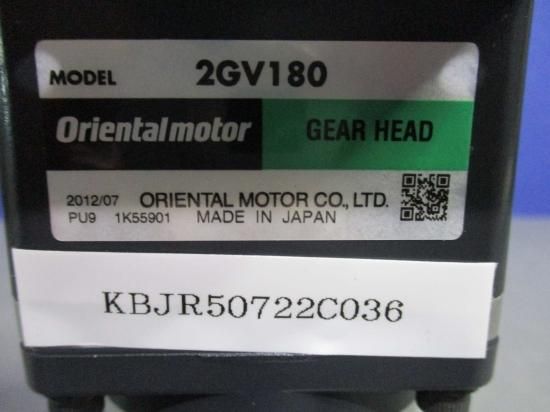 MODEL 2GV180
Orientalmotor GEAR HEAD
2012/07 ORIENTAL MOTOR CO., LTD.
PU9 1K55901 MADE IN JAPAN
KBJR50722C036